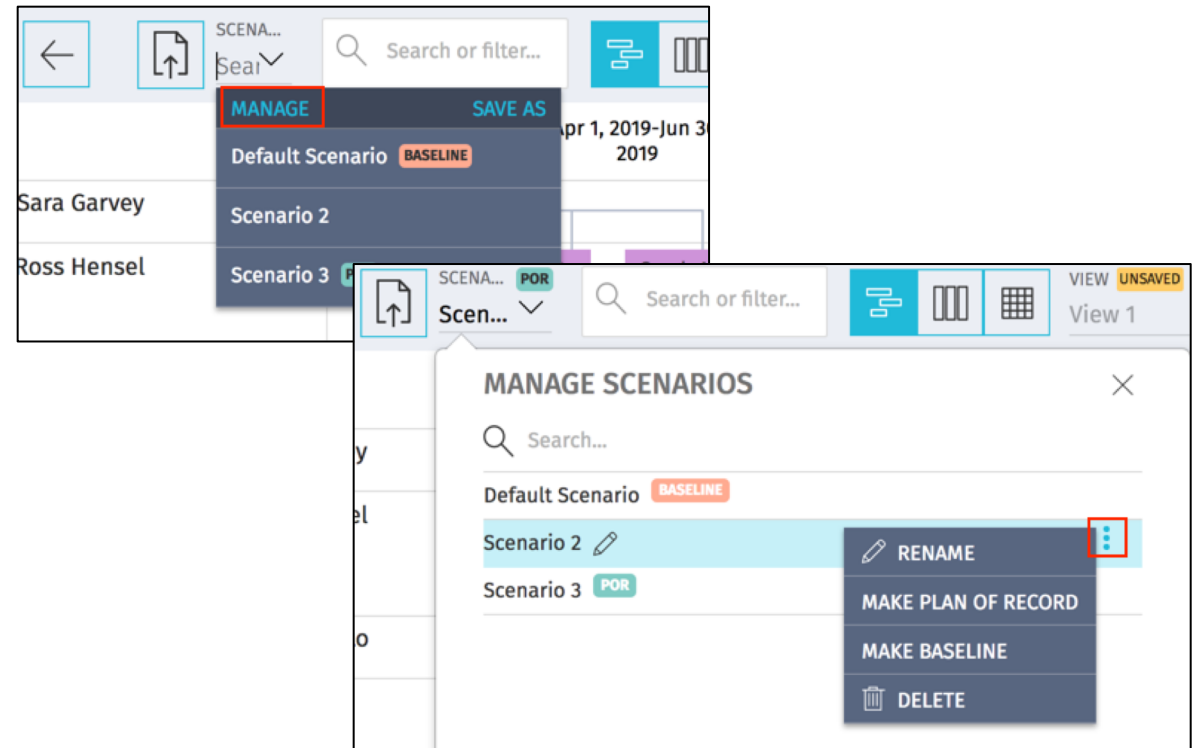 SCENA...
Sear
Search or filter...
MANAGE SAVE AS
Apr 1, 2019-Jun 30
2019
Default Scenario BASELINE
Sara Garvey
Scenario 2
Ross Hensel
Scenario 3
SCENA... POR
Scen...
Search or filter...
VIEW UNSAVED
View 1
MANAGE SCENARIOS
Search...
y
Default Scenario BASELINE
el
Scenario 2
RENAME
Scenario 3 POR
MAKE PLAN OF RECORD
o
MAKE BASELINE
DELETE